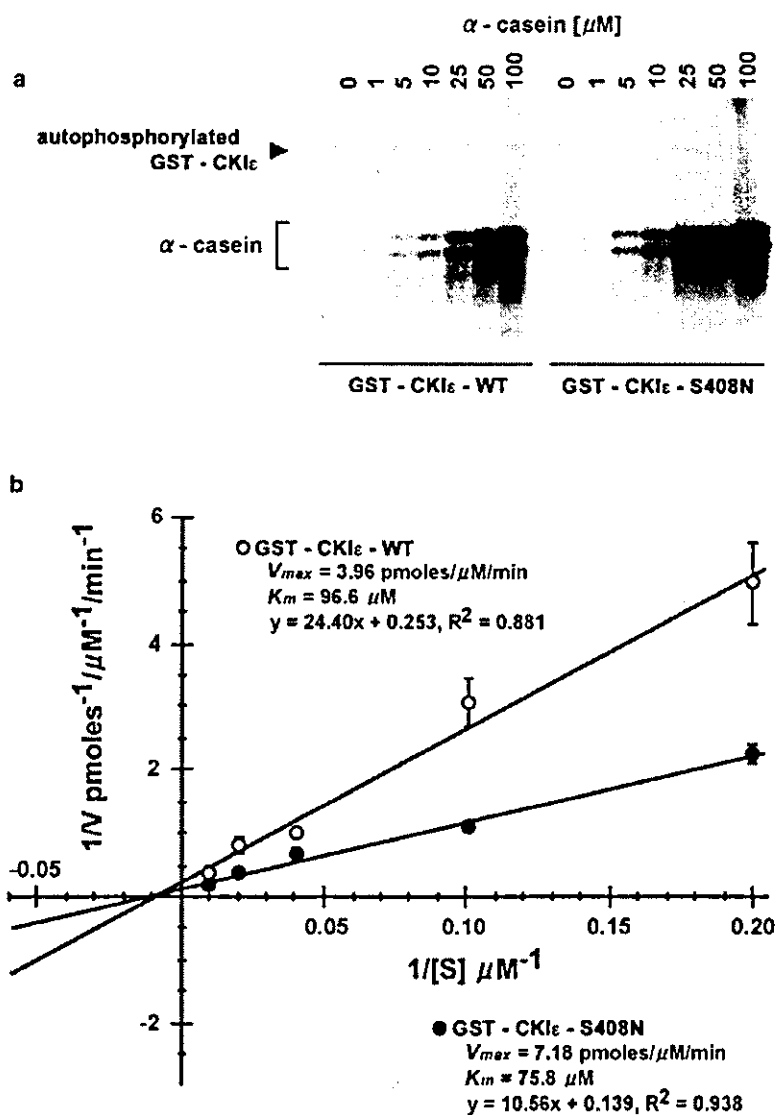 α - casein [μM]
a
0 1 5 10 25 50 100 0 1 5 10 25 50 100
autophosphorylated
GST - CKIε
α - casein
GST - CKIε - WT GST - CKIε - S408N
b
1/V pmoles⁻¹/μM⁻¹/min⁻¹
6
4
2
-2
-0.05
0.05
0.10
0.15
0.20
1/[S] μM⁻¹
GST - CKIε - WT
Vmax = 3.96 pmoles/μM/min
Km = 96.6 μM
y = 24.40x + 0.253, R² = 0.881
GST - CKIε - S408N
Vmax = 7.18 pmoles/μM/min
Km = 75.8 μM
y = 10.56x + 0.139, R² = 0.938